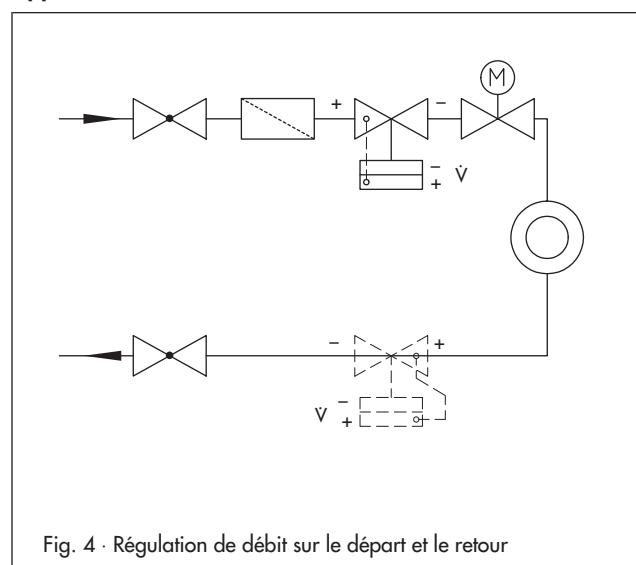 M
+ −
−
+ V̇
− +
V̇ −
+
Fig. 4 · Régulation de débit sur le départ et le retour